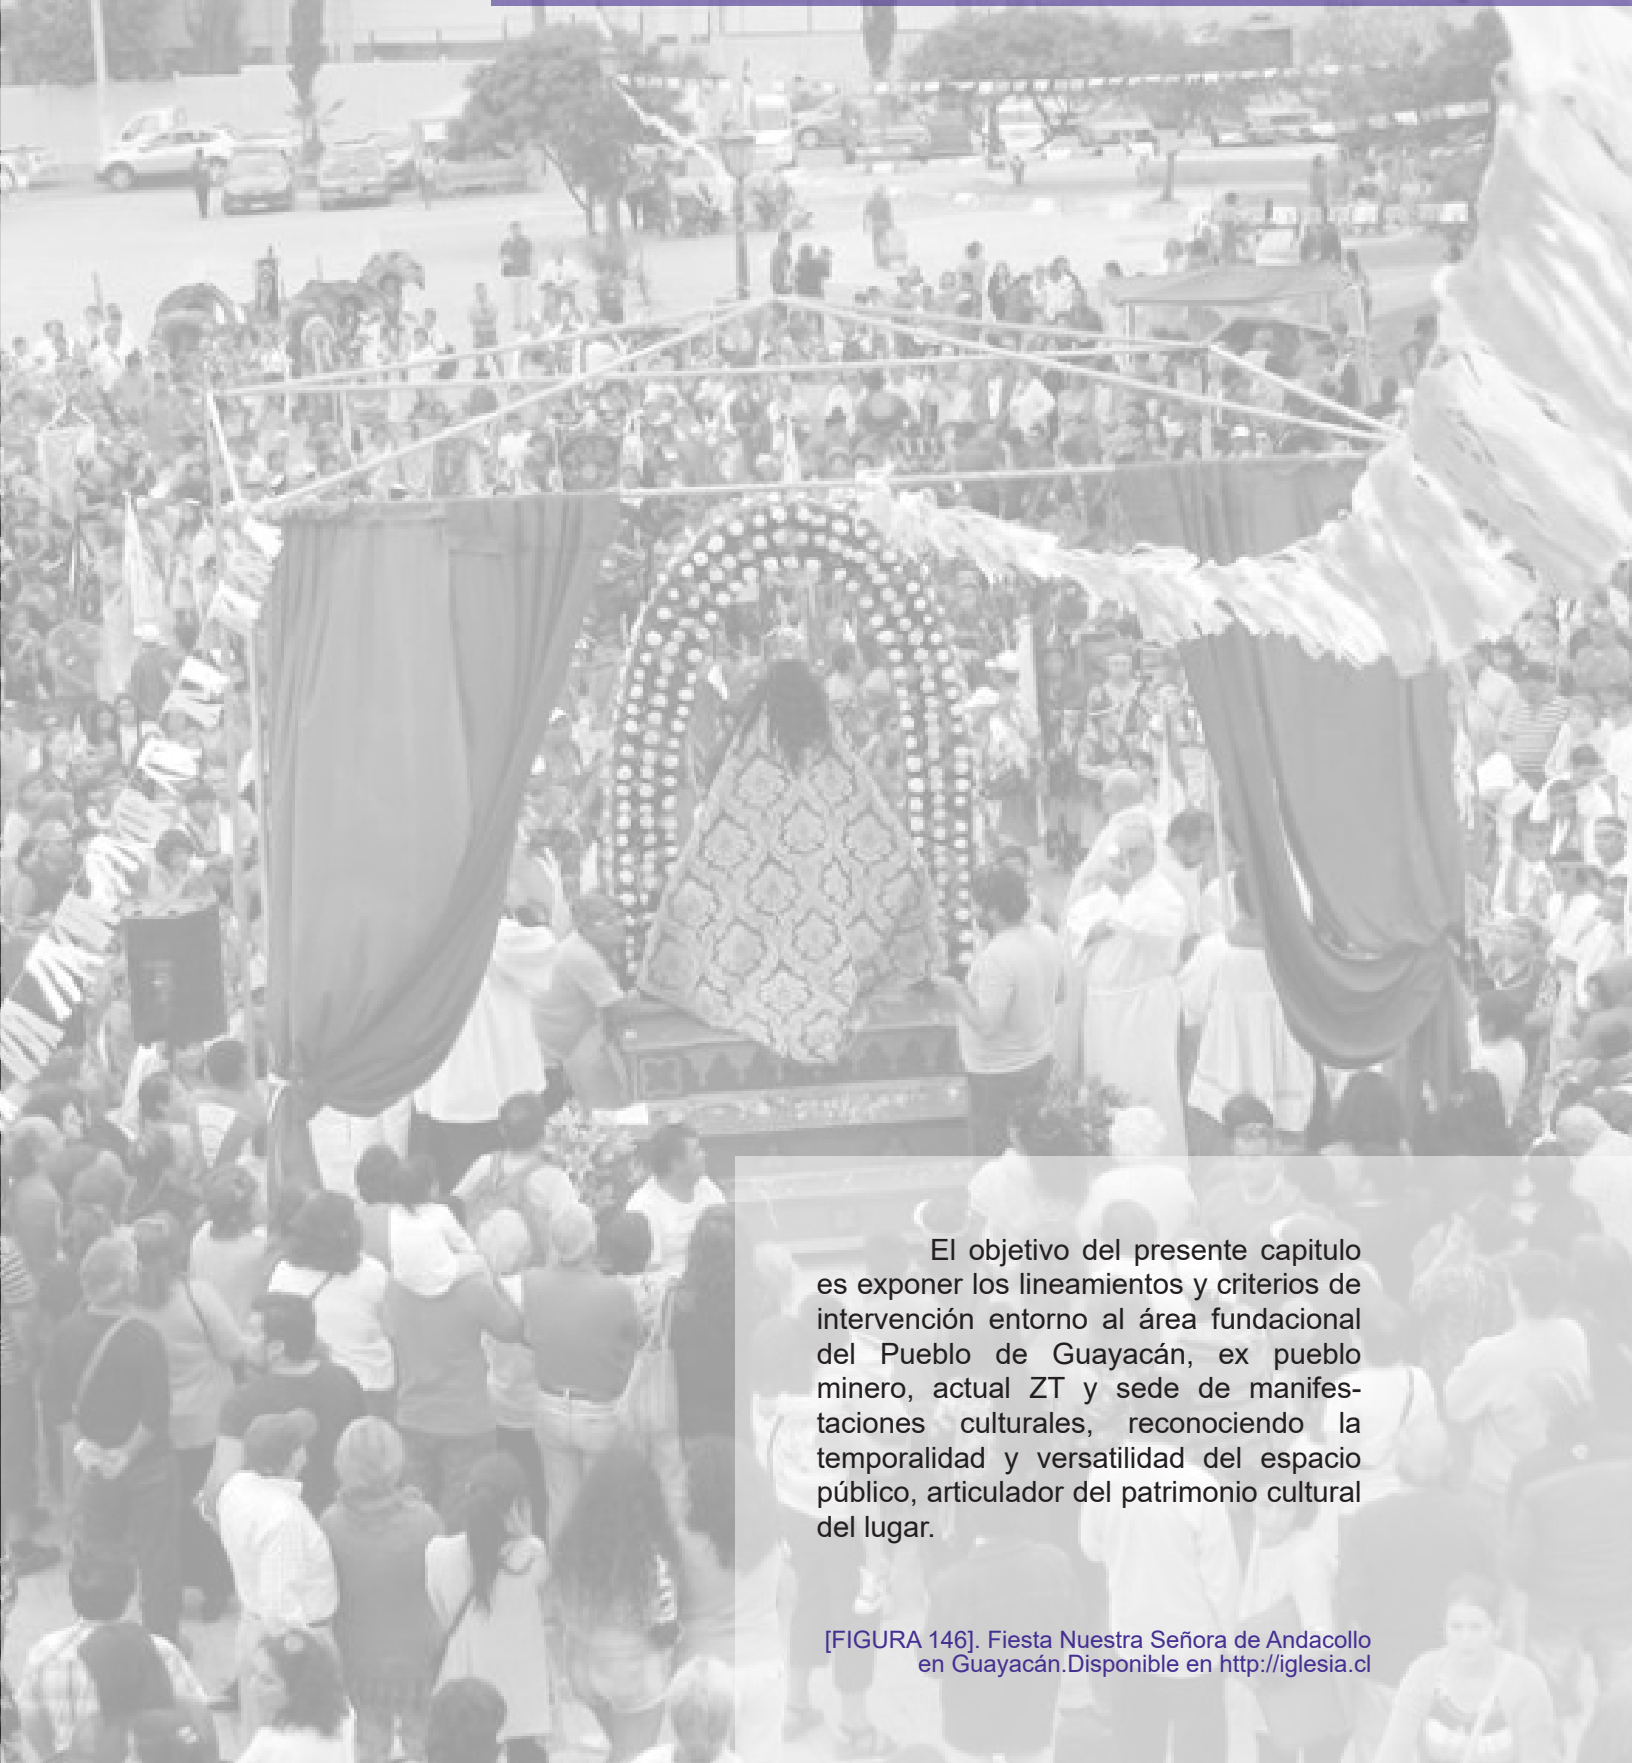 El objetivo del presente capitulo
es exponer los lineamientos y criterios de
intervención entorno al área fundacional
del Pueblo de Guayacán, ex pueblo
minero, actual ZT y sede de manifes-
taciones culturales, reconociendo la
temporalidad y versatilidad del espacio
público, articulador del patrimonio cultural
del lugar.
[FIGURA 146]. Fiesta Nuestra Señora de Andacollo
en Guayacán.Disponible en http://iglesia.cl